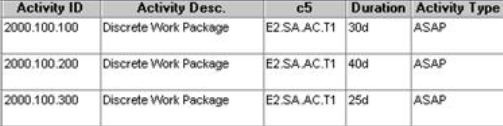 Activity ID Activity Desc. c5 Duration Activity Type
2000.100.100 Discrete Work Package E2.SA.AC.T1 30d ASAP
2000.100.200 Discrete Work Package E2.SA.AC.T1 40d ASAP
2000.100.300 Discrete Work Package E2.SA.AC.T1 25d ASAP